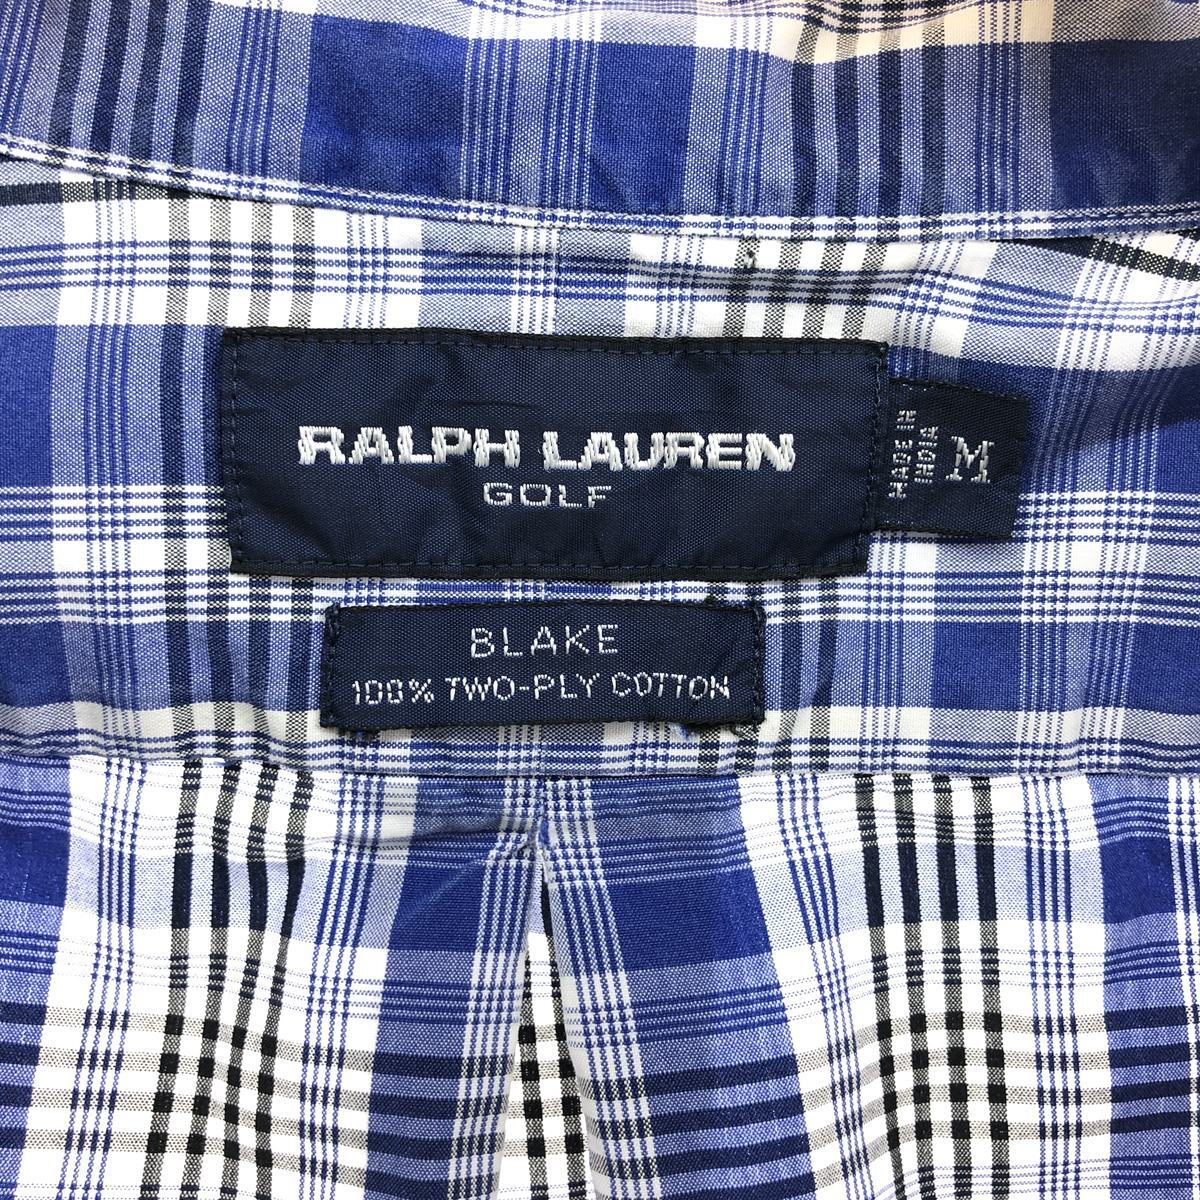 RALPH LAUREN
GOLF
MADE IN
INDIA
M
BLAKE
100% TWO-PLY COTTON